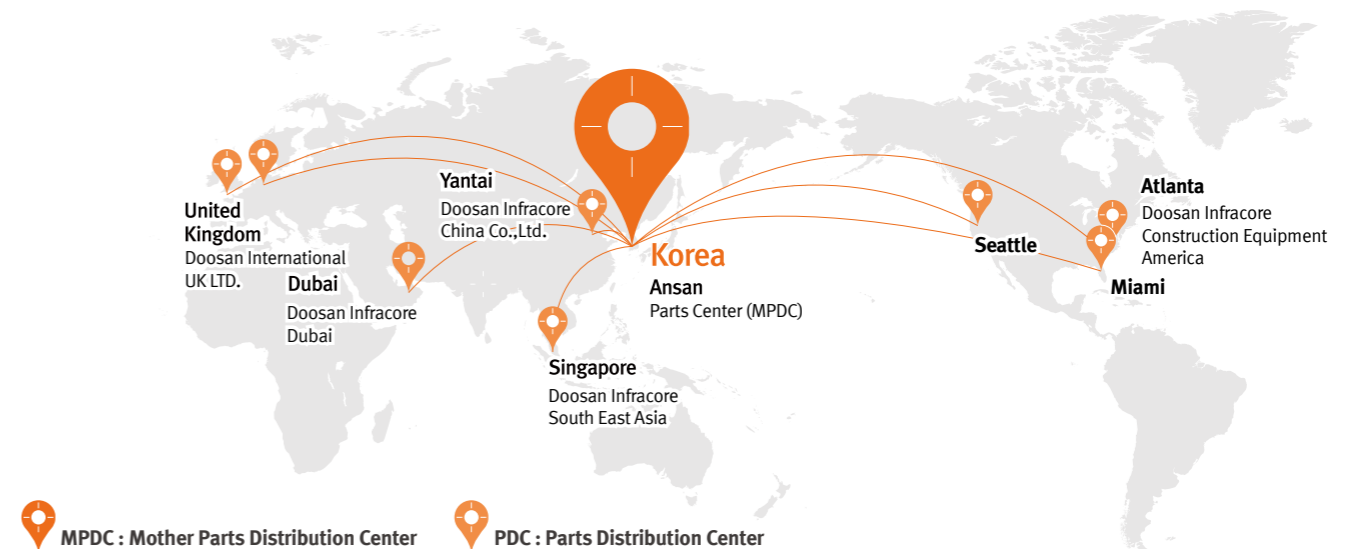 United
Kingdom
Doosan International
UK LTD.
Dubai
Doosan Infracore
Dubai
Yantai
Doosan Infracore
China Co.,Ltd.
Singapore
Doosan Infracore
South East Asia
Korea
Ansan
Parts Center (MPDC)
Seattle
Atlanta
Doosan Infracore
Construction Equipment
America
Miami
MPDC : Mother Parts Distribution Center
PDC : Parts Distribution Center